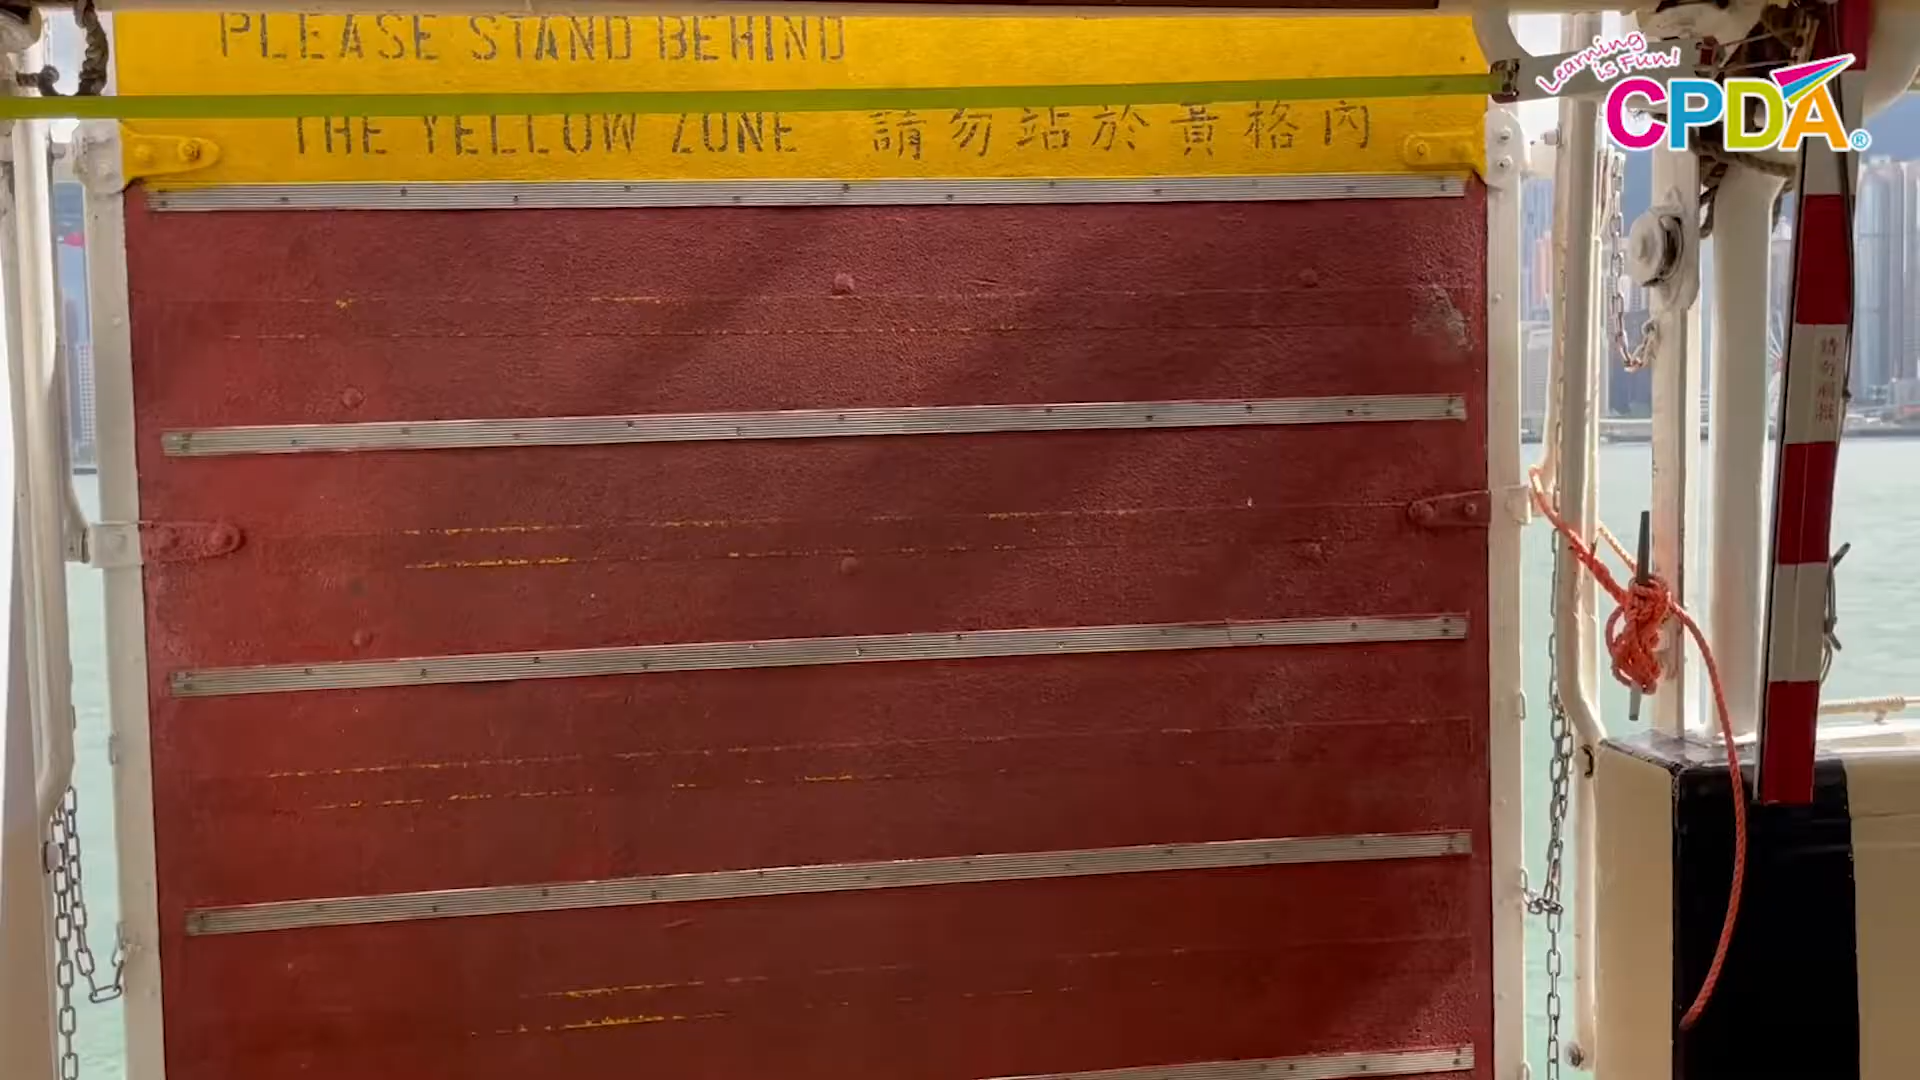 PLEASE STAND BEHIND
THE YELLOW ZONE 請勿站於黃格內
Learning is Fun!
CPDA®